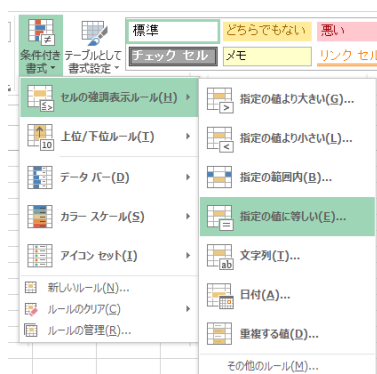 条件付き書式
テーブルとして書式設定
標準
どちらでもない
悪い
チェック セル
メモ
リンク セル
セルの強調表示ルール(H)
上位/下位ルール(T)
データ バー(D)
カラー スケール(S)
アイコン セット(I)
新しいルール(N)...
ルールのクリア(C)
ルールの管理(R)...
指定の値より大きい(G)...
指定の値より小さい(L)...
指定の範囲内(B)...
指定の値に等しい(E)...
文字列(T)...
日付(A)...
重複する値(D)...
その他のルール(M)...